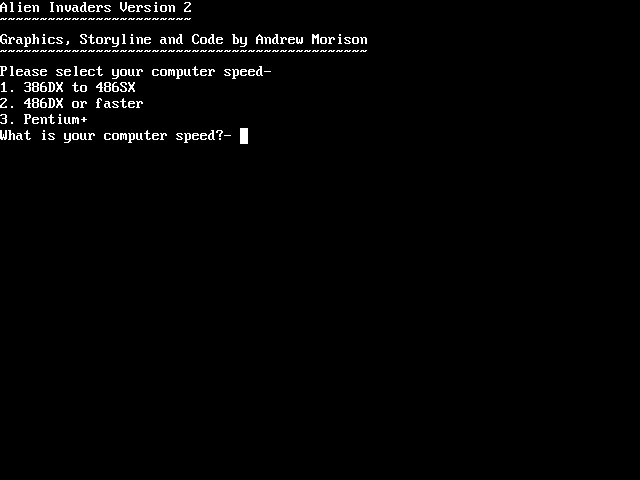 Alien Invaders Version 2
~~~~~~~~~~~~~~~~~~~~~~~~
Graphics, Storyline and Code by Andrew Morison
~~~~~~~~~~~~~~~~~~~~~~~~~~~~~~~~~~~~~~~~~~~~~~
Please select your computer speed-
1. 386DX to 486SX
2. 486DX or faster
3. Pentium+
What is your computer speed?-